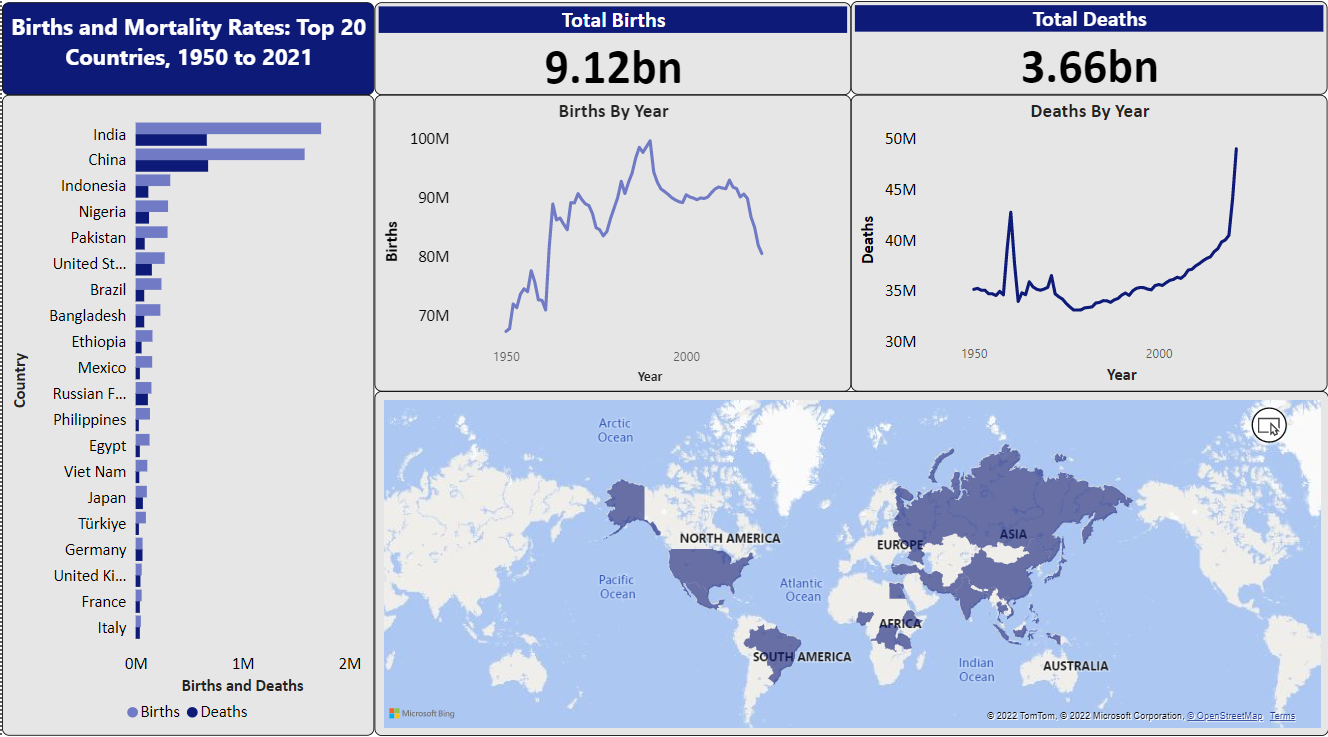 Births and Mortality Rates: Top 20
Countries, 1950 to 2021
Total Births
9.12bn
Total Deaths
3.66bn
Country
India
China
Indonesia
Nigeria
Pakistan
United St...
Brazil
Bangladesh
Ethiopia
Mexico
Russian F...
Philippines
Egypt
Viet Nam
Japan
Türkiye
Germany
United Ki...
France
Italy
0M 1M 2M
Births and Deaths
Births Deaths
Births By Year
Births
100M
90M
80M
70M
1950 2000
Year
Deaths By Year
Deaths
50M
45M
40M
35M
30M
1950 2000
Year
Arctic
Ocean
NORTH AMERICA
EUROPE
ASIA
Pacific
Ocean
Atlantic
Ocean
AFRICA
SOUTH AMERICA
Indian
Ocean
AUSTRALIA
Microsoft Bing
© 2022 TomTom, © 2022 Microsoft Corporation, © OpenStreetMap Terms